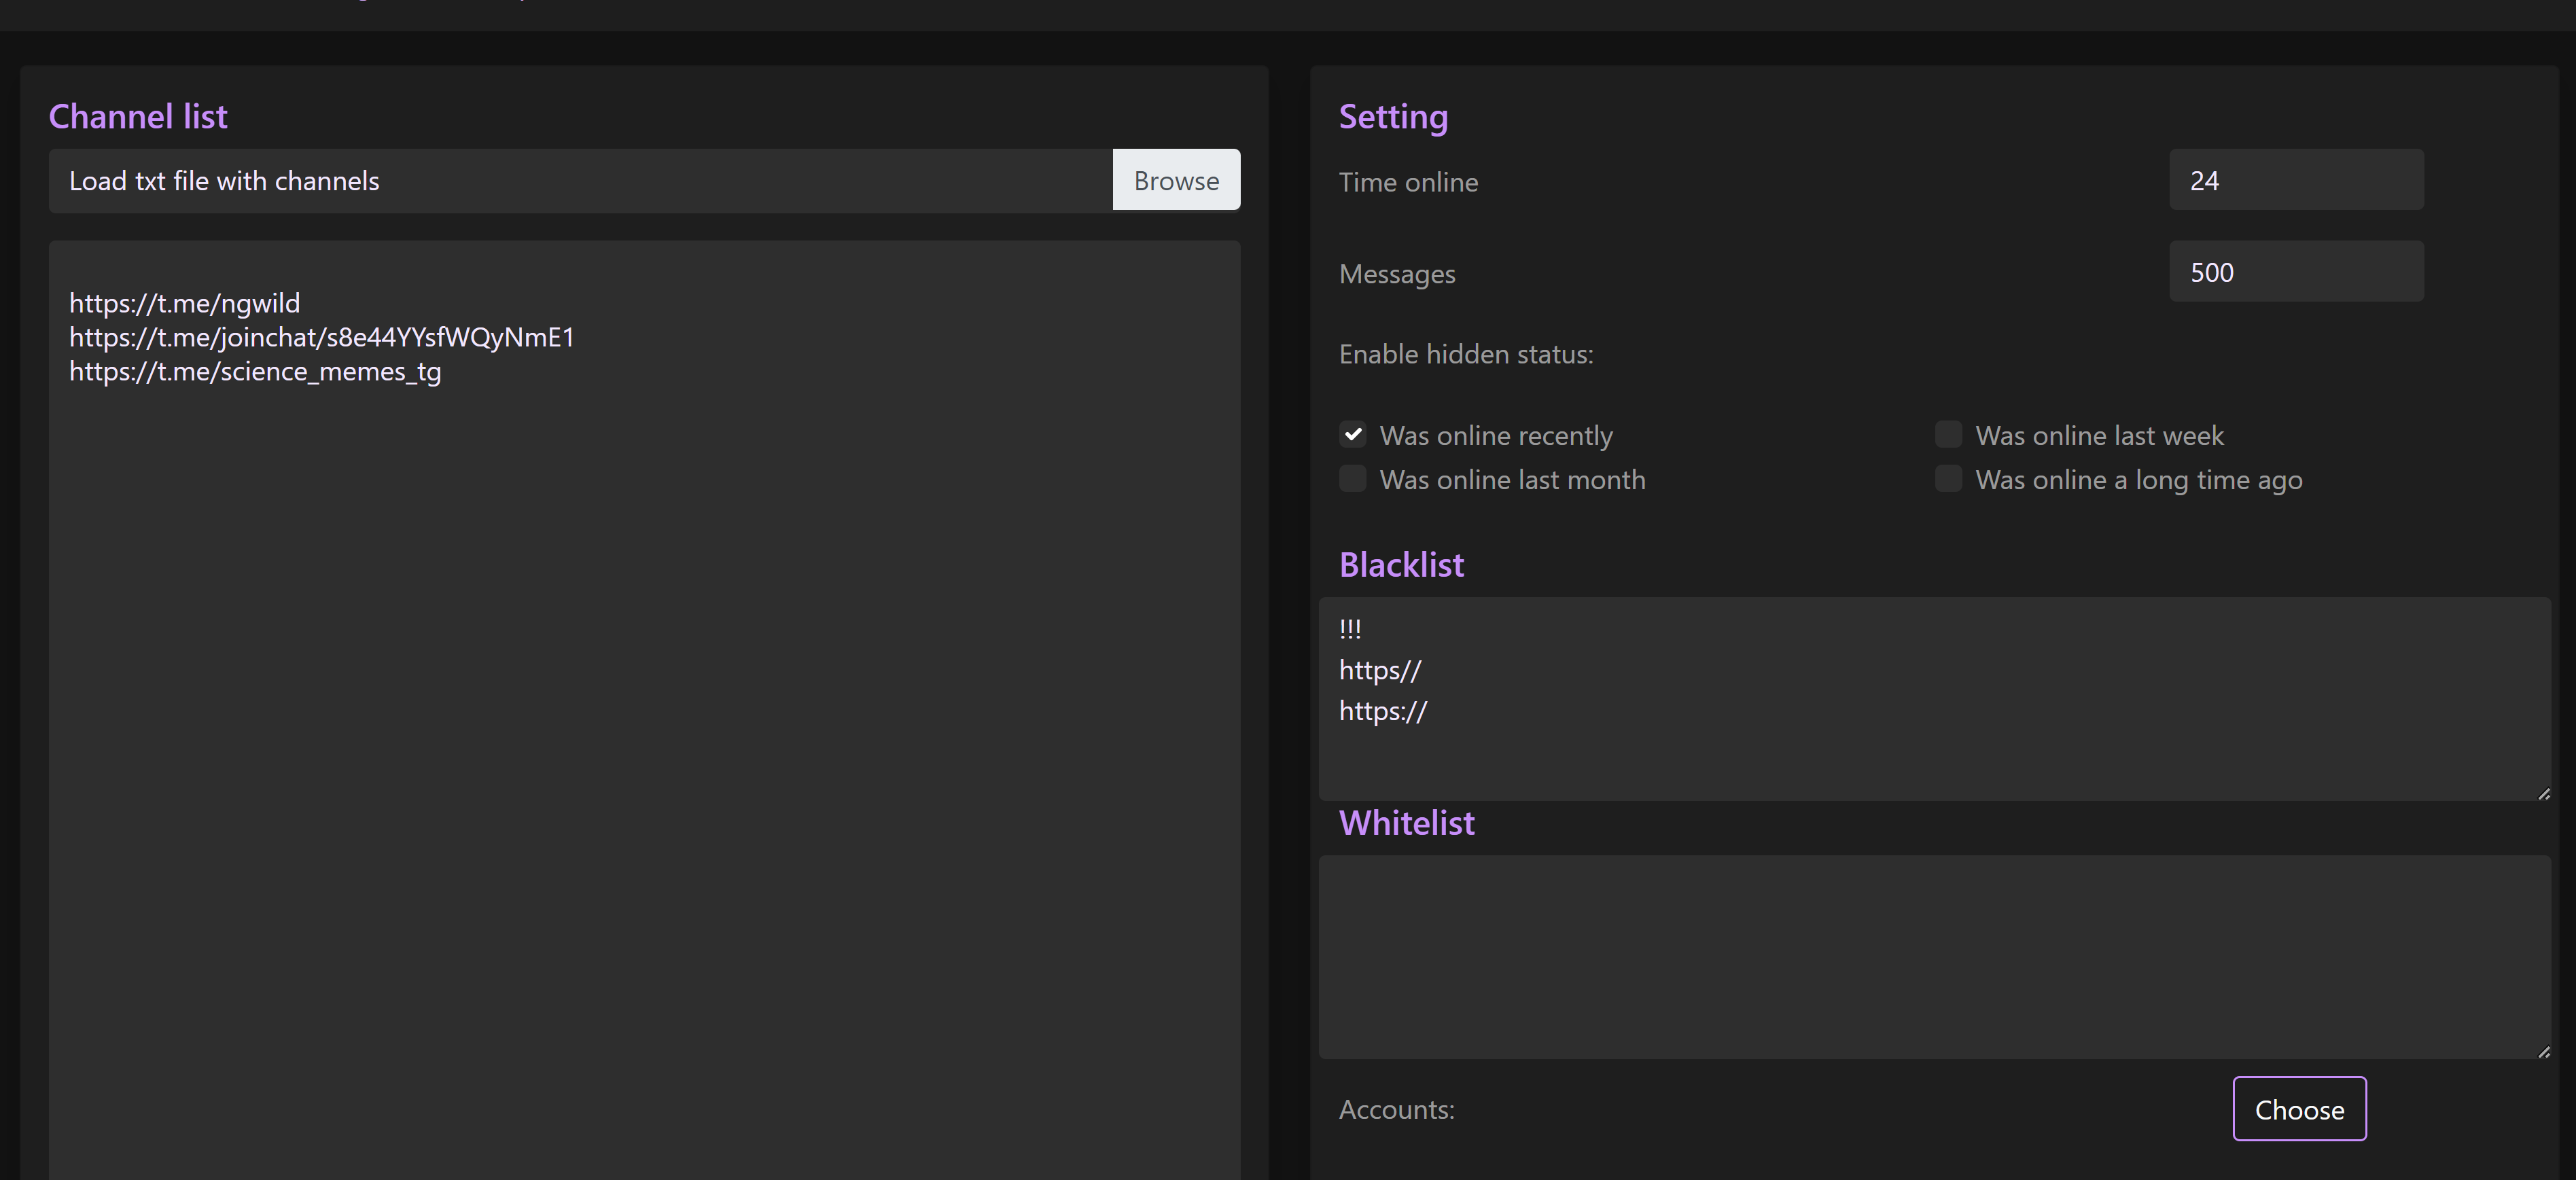 Channel list
Load txt file with channels
Browse
https://t.me/ngwild
https://t.me/joinchat/s8e44YYsfWQyNmE1
https://t.me/science_memes_tg
Setting
Time online
24
Messages
500
Enable hidden status:
Was online recently
Was online last week
Was online last month
Was online a long time ago
Blacklist
!!!
https//
https://
Whitelist
Accounts:
Choose